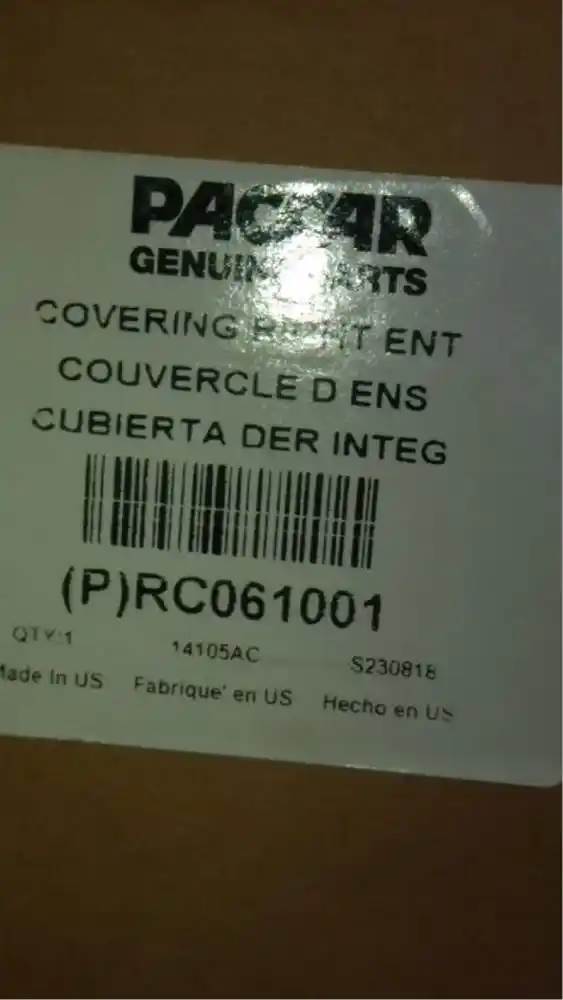 PACCAR
GENUINE PARTS
COVERING RIGHT ENT
COUVERCLE D ENS
CUBIERTA DER INTEG
(P)RC061001
QTY:1 14105AC S230818
Made In US Fabrique' en US Hecho en US